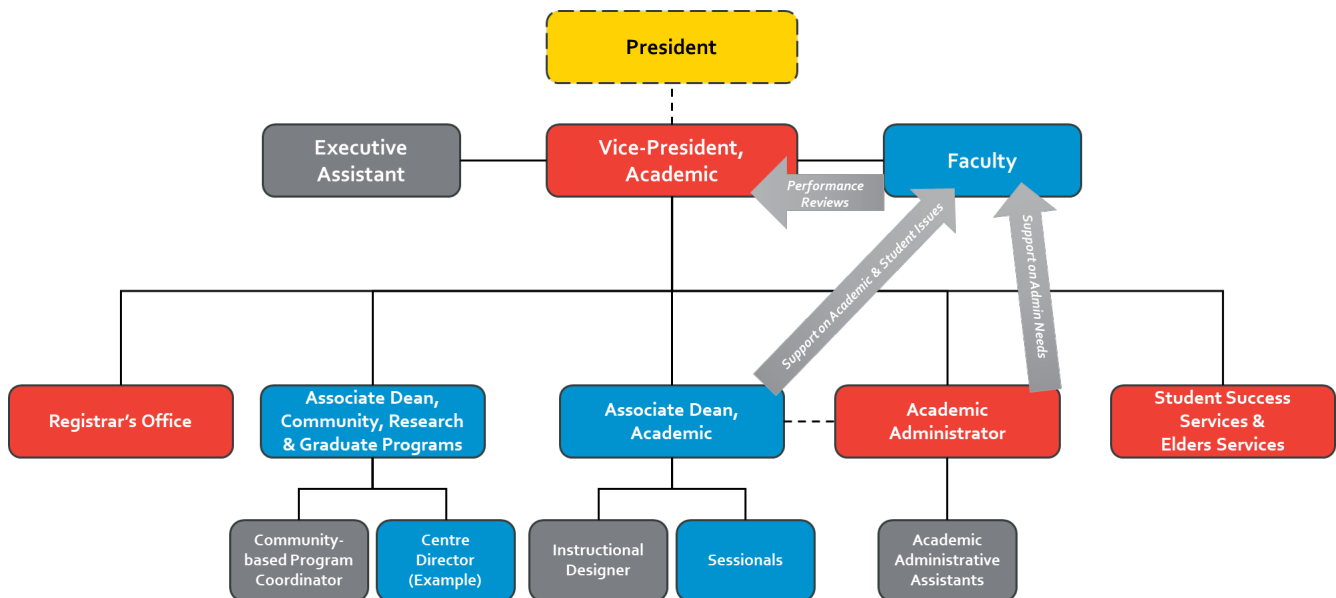 President
Executive
Assistant
Vice-President,
Academic
Faculty
Performance
Reviews
Support on Academic & Student Issues
Support on Admin Needs
Registrar's Office
Associate Dean,
Community, Research
& Graduate Programs
Associate Dean,
Academic
Academic
Administrator
Student Success
Services &
Elders Services
Community-
based Program
Coordinator
Centre
Director
(Example)
Instructional
Designer
Sessionals
Academic
Administrative
Assistants